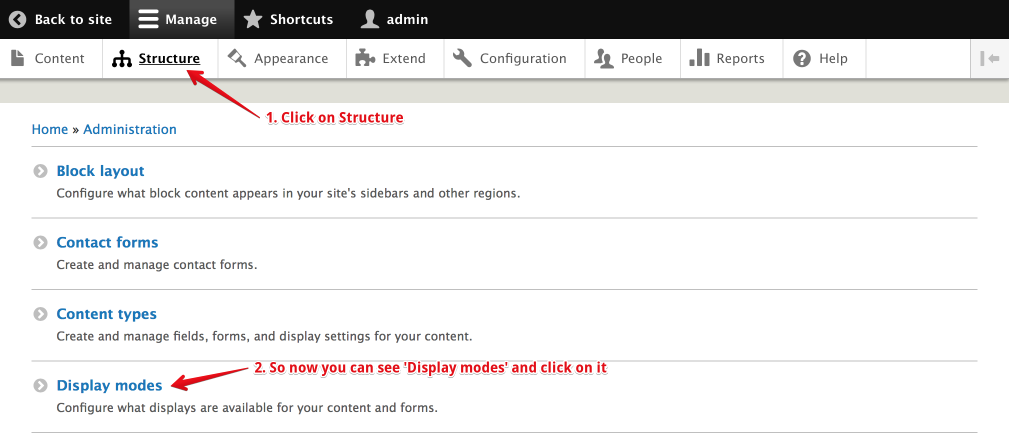 Back to site Manage Shortcuts admin
Content Structure Appearance Extend Configuration People Reports Help
1. Click on Structure
Home » Administration
Block layout
Configure what block content appears in your site's sidebars and other regions.
Contact forms
Create and manage contact forms.
Content types
Create and manage fields, forms, and display settings for your content.
2. So now you can see 'Display modes' and click on it
Display modes
Configure what displays are available for your content and forms.